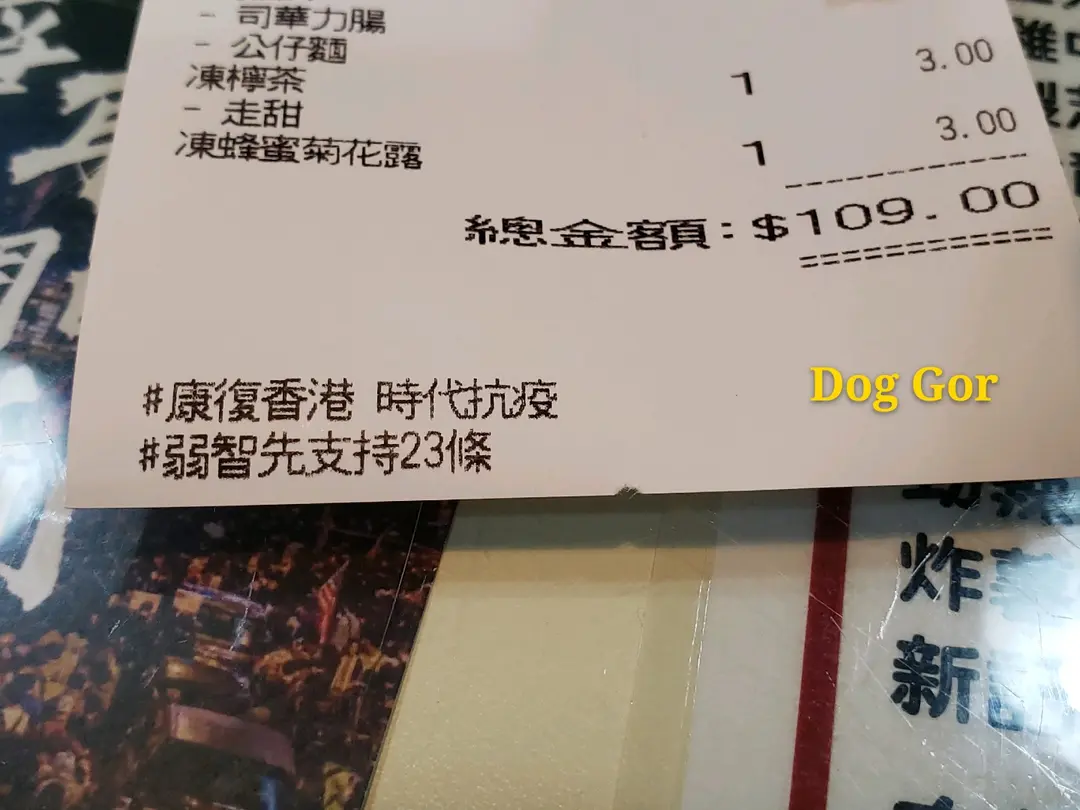 - 司華力腸
- 公仔麵
凍檸茶 1 3.00
- 走甜
凍蜂蜜菊花露 1 3.00
總金額:$109.00
#康復香港 時代抗疫
#弱智先支持23條
Dog Gor
炸
新